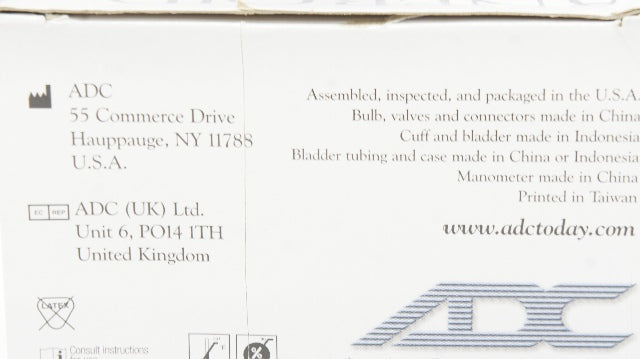 ADC
55 Commerce Drive
Hauppauge, NY 11788
U.S.A.
EC REP
ADC (UK) Ltd.
Unit 6, PO14 1TH
United Kingdom
LATEX
Consult instructions
Assembled, inspected, and packaged in the U.S.A.
Bulb, valves and connectors made in China
Cuff and bladder made in Indonesia
Bladder tubing and case made in China or Indonesia
Manometer made in China
Printed in Taiwan
www.adctoday.com
ADC